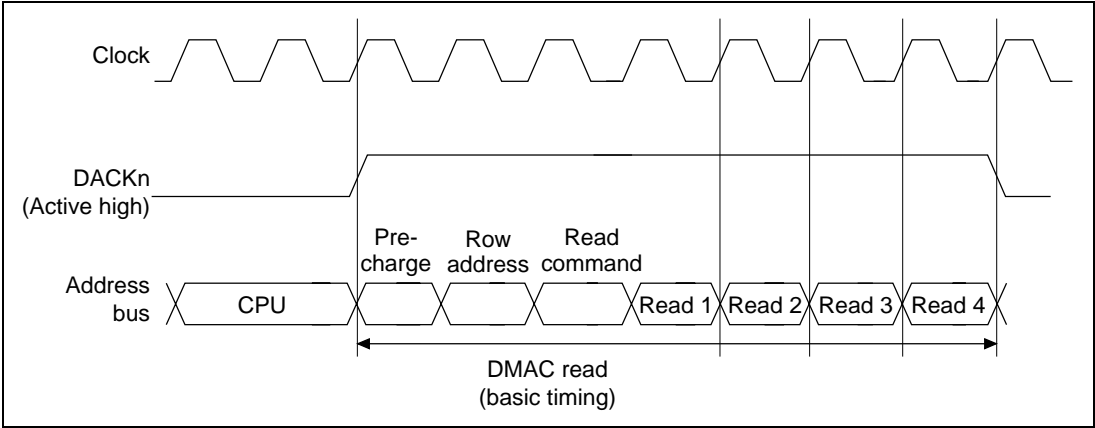 Clock
DACKn
(Active high)
Pre-
charge
Row
address
Read
command
Address
bus
CPU
Read 1
Read 2
Read 3
Read 4
DMAC read
(basic timing)